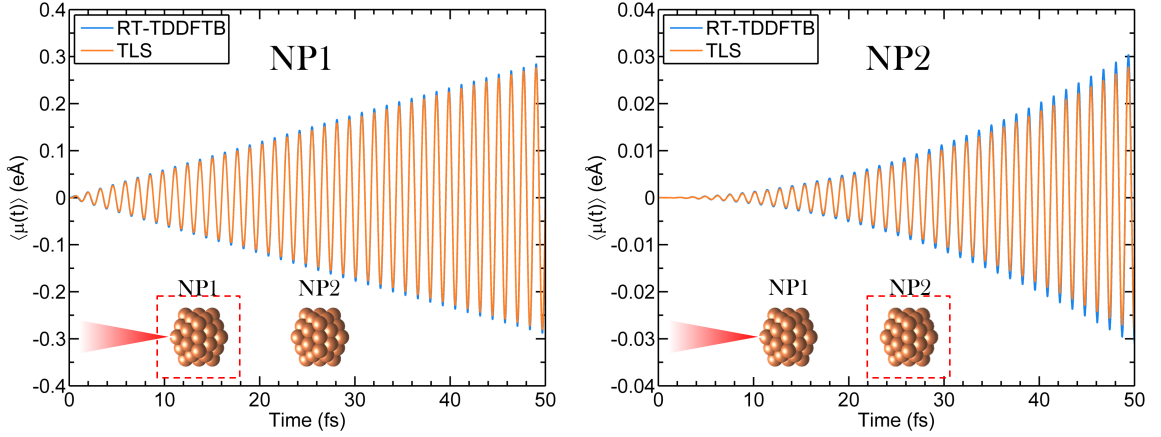 RT-TDDFTB
TLS
NP1
0.4
0.3
0.2
0.1
0
-0.1
-0.2
-0.3
-0.4
⟨μ(t)⟩ (eÅ)
NP1
NP2
0 10 20 30 40 50
Time (fs)
RT-TDDFTB
TLS
NP2
0.04
0.03
0.02
0.01
0
-0.01
-0.02
-0.03
-0.04
⟨μ(t)⟩ (eÅ)
NP1
NP2
0 10 20 30 40 50
Time (fs)